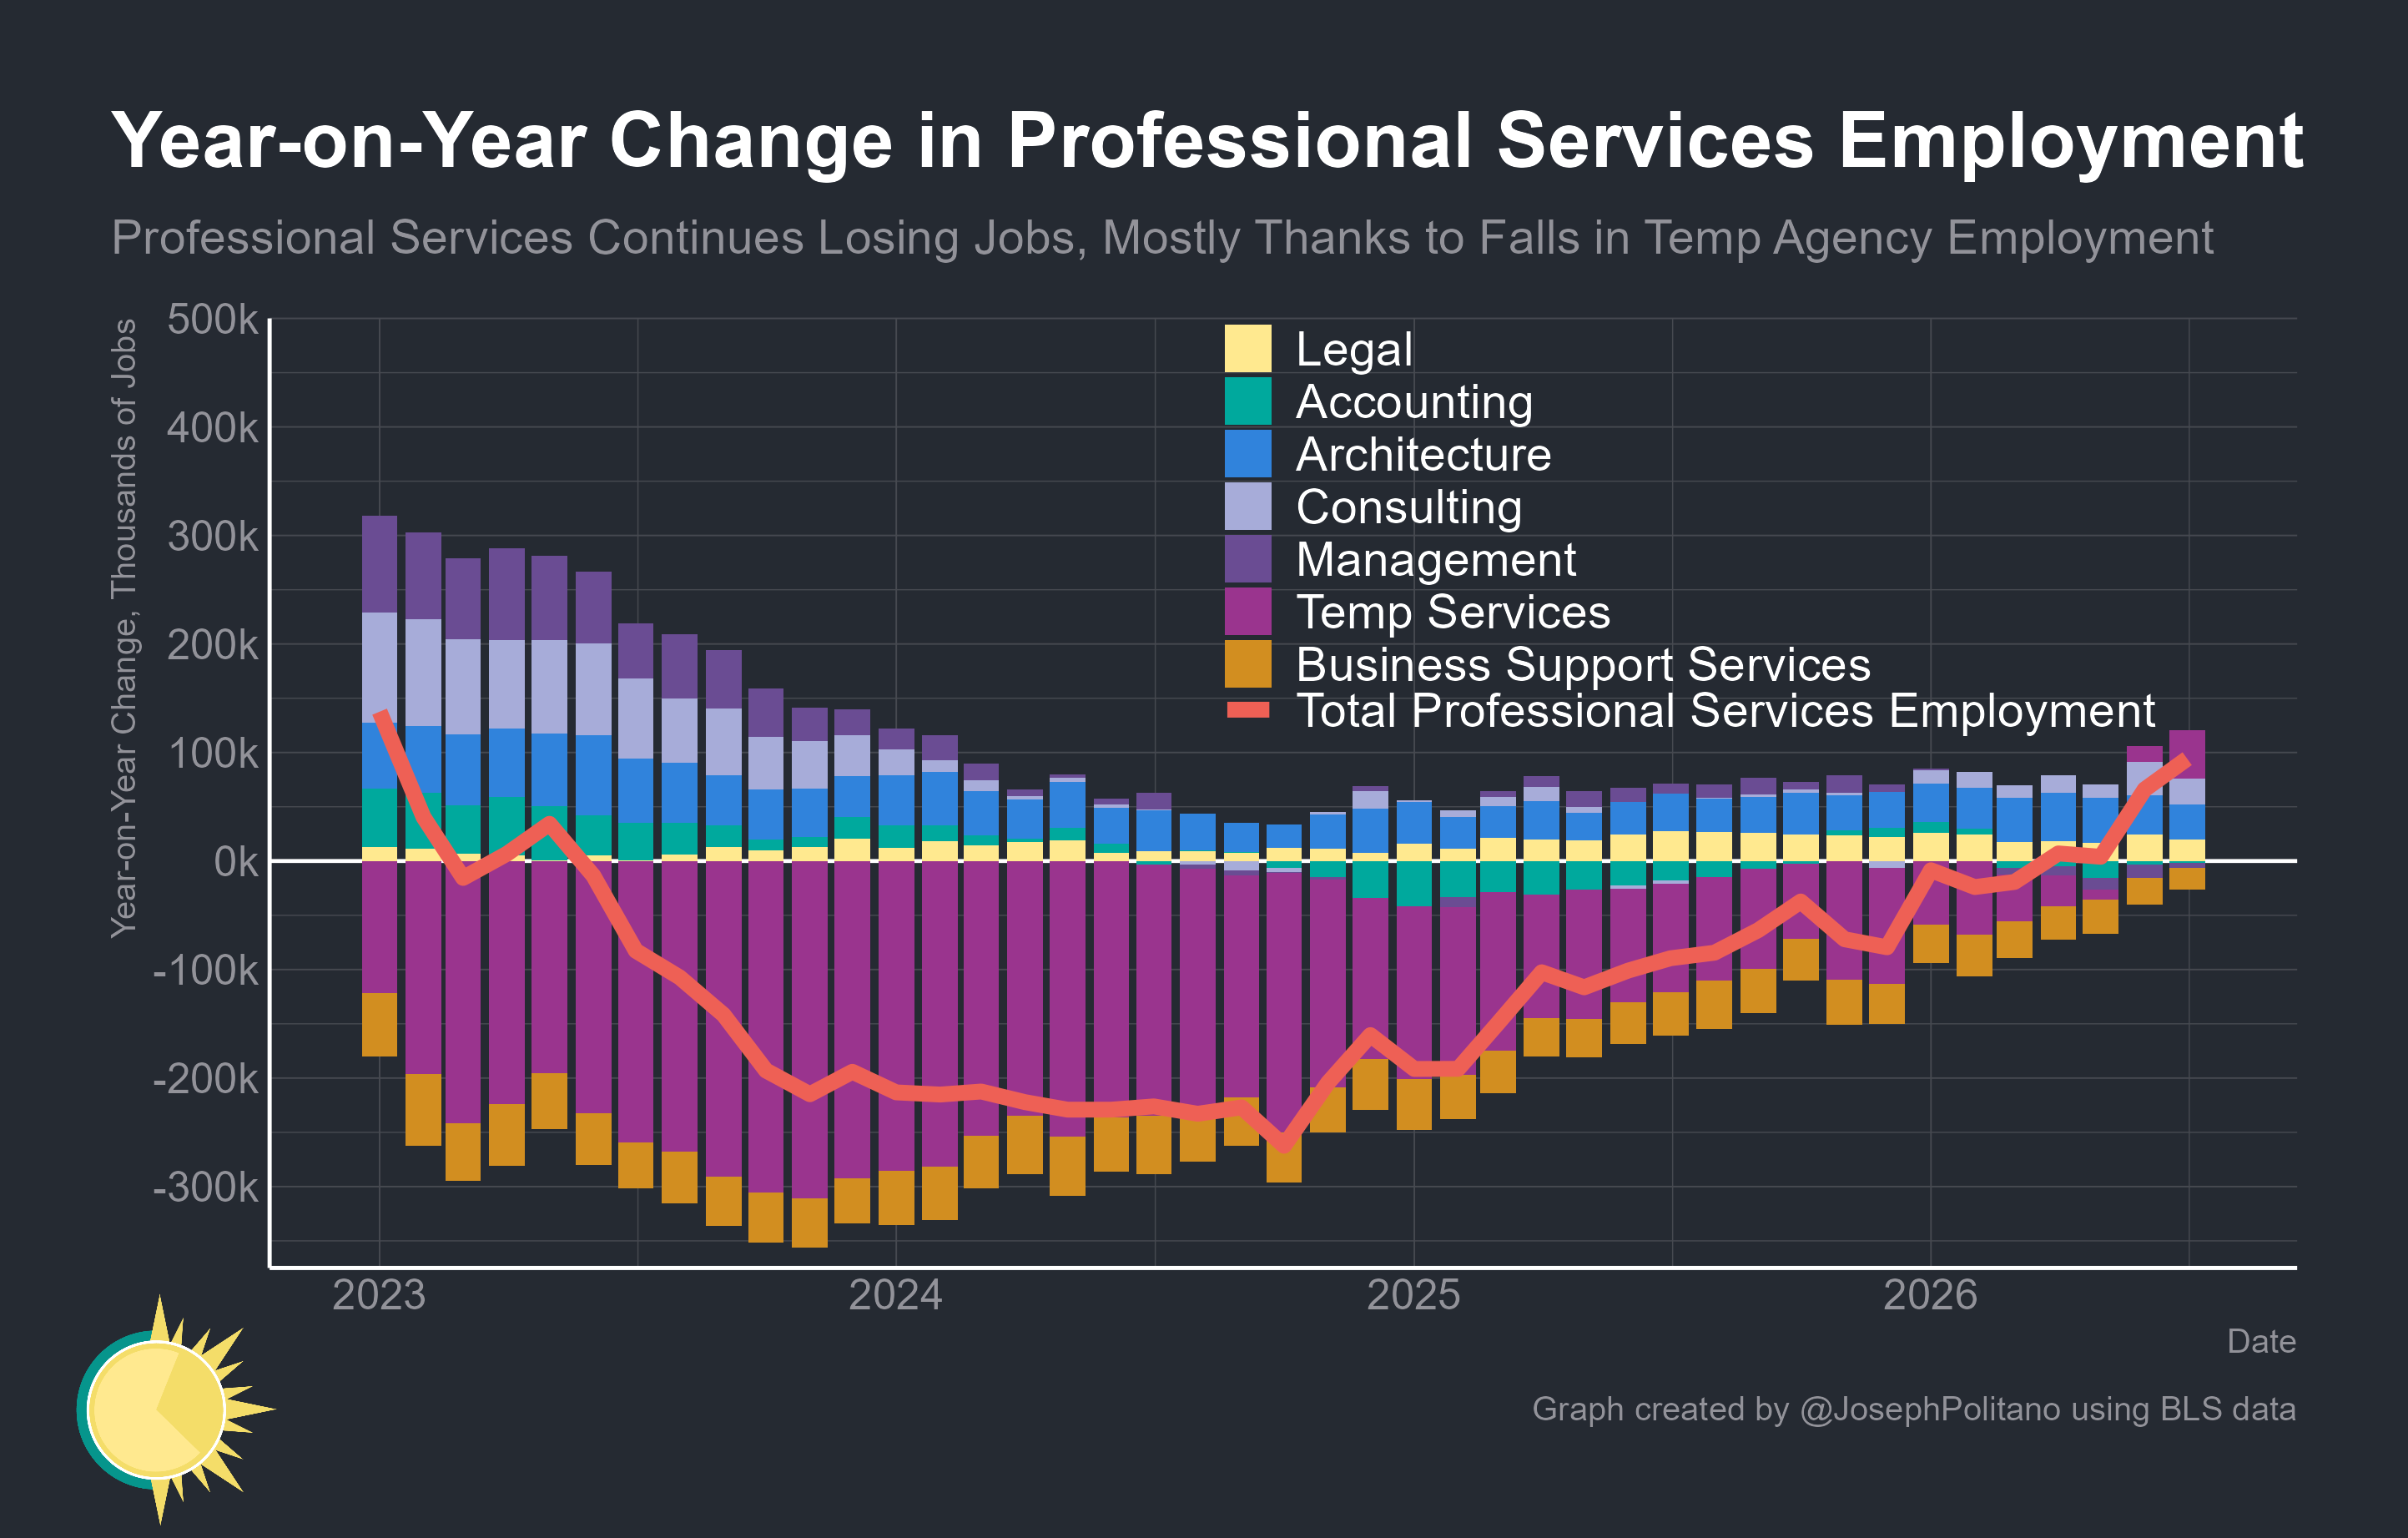 Year-on-Year Change in Professional Services Employment
Professional Services Continues Losing Jobs, Mostly Thanks to Falls in Temp Agency Employment
Year-on-Year Change, Thousands of Jobs
500k
400k
300k
200k
100k
0k
-100k
-200k
-300k
Legal
Accounting
Architecture
Consulting
Management
Temp Services
Business Support Services
Total Professional Services Employment
2023
2024
2025
2026
Date
Graph created by @JosephPolitano using BLS data